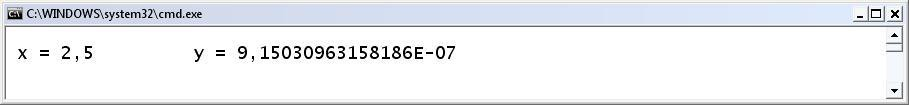 C:\WINDOWS\system32\cmd.exe
x = 2,5         y = 9,15030963158186E-07